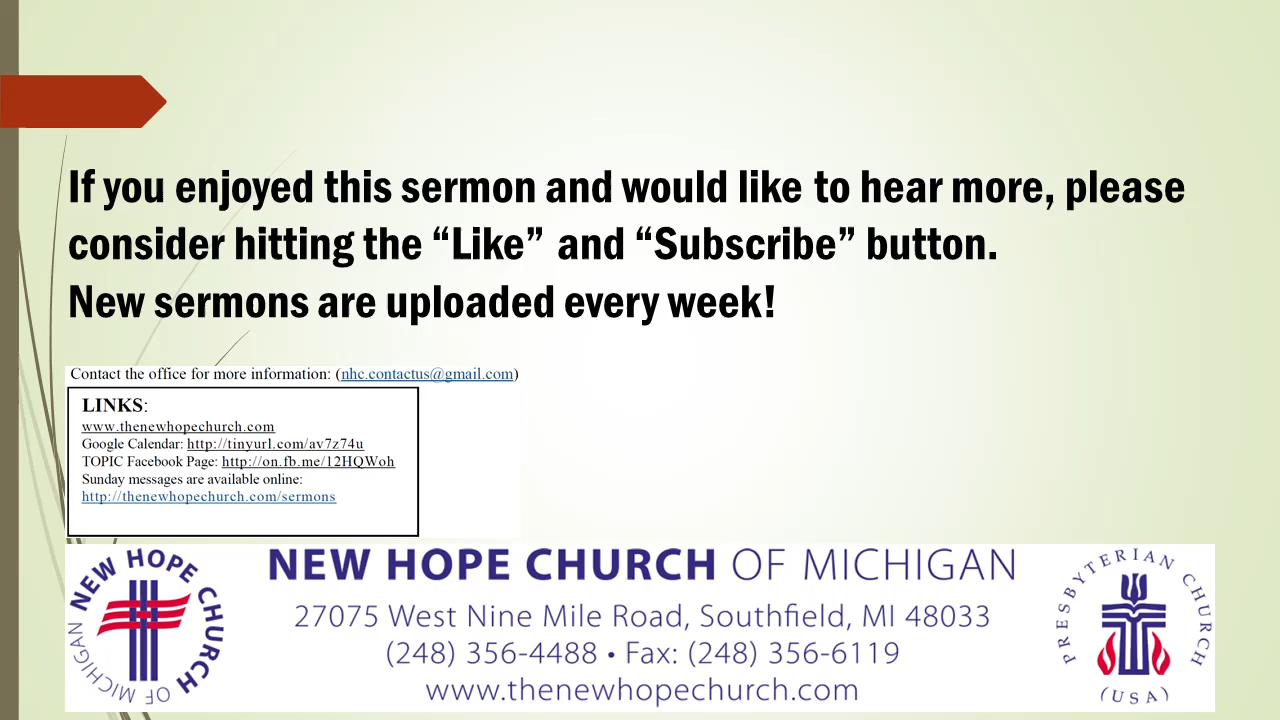 If you enjoyed this sermon and would like to hear more, please
consider hitting the “Like” and “Subscribe” button.
New sermons are uploaded every week!
Contact the office for more information: (nhc.contactus@gmail.com)
LINKS:
www.thenewhopechurch.com
Google Calendar: http://tinyurl.com/av7z74u
TOPIC Facebook Page: http://on.fb.me/12HQWoh
Sunday messages are available online:
http://thenewhopechurch.com/sermons
NEW HOPE CHURCH OF MICHIGAN
NEW HOPE CHURCH OF MICHIGAN
27075 West Nine Mile Road, Southfield, MI 48033
(248) 356-4488 • Fax: (248) 356-6119
www.thenewhopechurch.com
PRESBYTERIAN CHURCH
(USA)